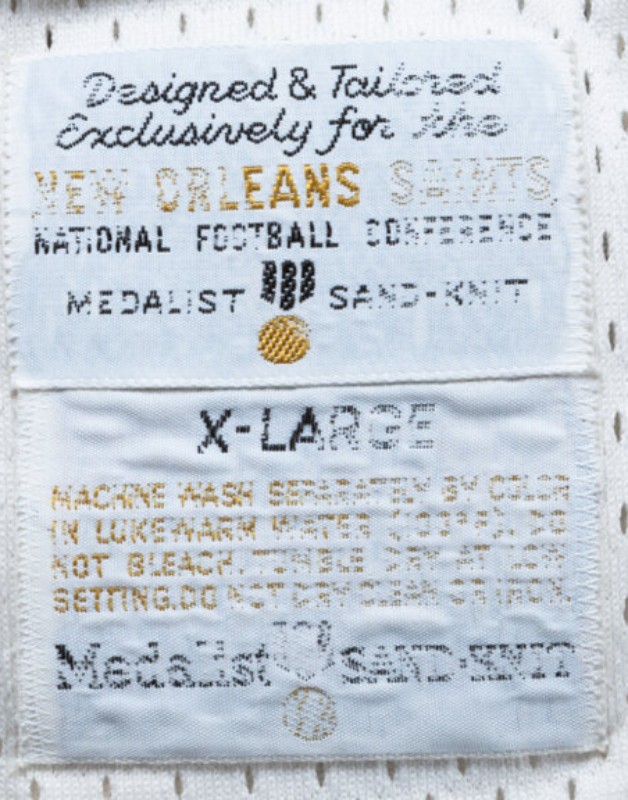 Designed & Tailored
Exclusively for the
NEW ORLEANS SAINTS
NATIONAL FOOTBALL CONFERENCE
MEDALIST SAND-KNIT
X-LARGE
MACHINE WASH SEPARATELY BY COLOR
IN LUKEWARM WATER (100°F). DO
NOT BLEACH. TUMBLE DRY AT LOW
SETTING. DO NOT DRY CLEAN OR IRON.
Medalist SAND-KNIT